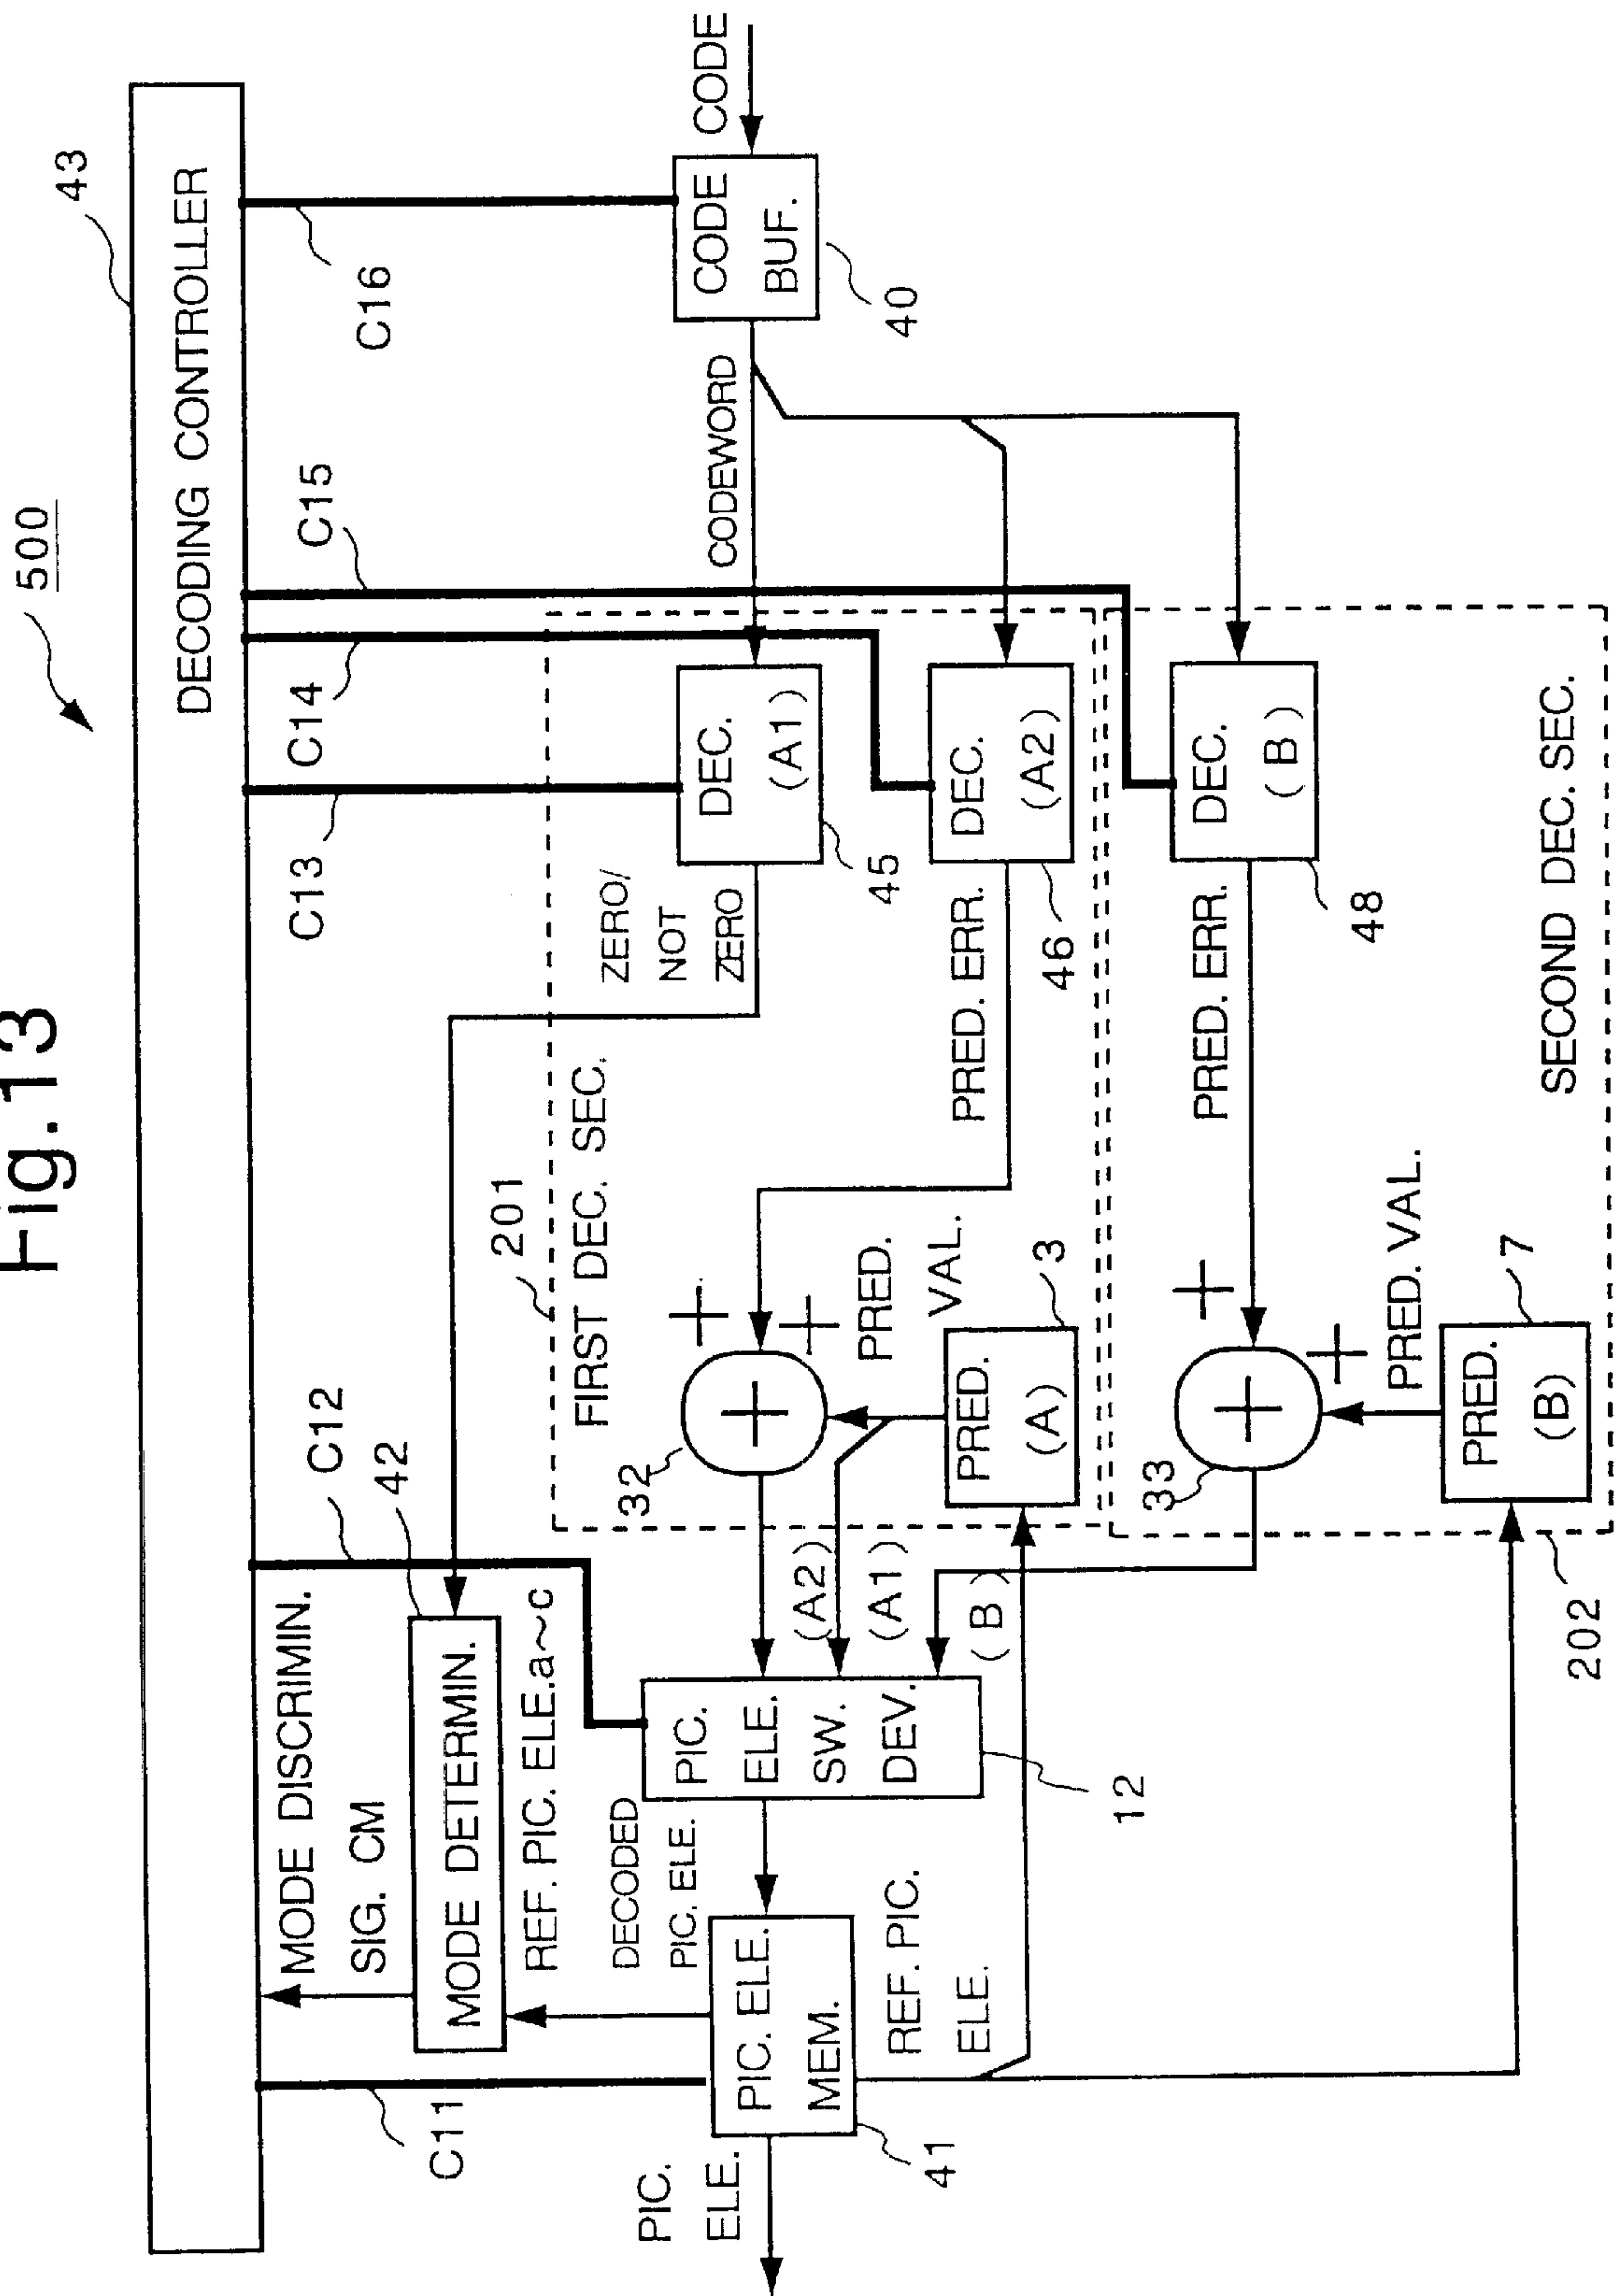 Fig.13
500
43
DECODING CONTROLLER
C11
MODE DISCRIMIN.
SIG. CM
C12
42
MODE DETERMIN.
REF. PIC. ELE.a~c
C13
C14
C15
C16
PIC.
ELE.
PIC. ELE.
MEM.
41
DECODED
PIC. ELE.
REF. PIC.
ELE.
PIC.
ELE.
SW.
DEV.
12
(A2)
(A1)
(B)
201
FIRST DEC. SEC.
32
+
+
+
PRED.
VAL.
PRED.
(A)
3
ZERO/
NOT
ZERO
DEC.
(A1)
45
PRED. ERR.
DEC.
(A2)
46
CODEWORD
CODE
BUF.
40
CODE
202
33
+
+
+
PRED. VAL.
PRED.
(B)
7
PRED. ERR.
DEC.
(B)
48
SECOND DEC. SEC.